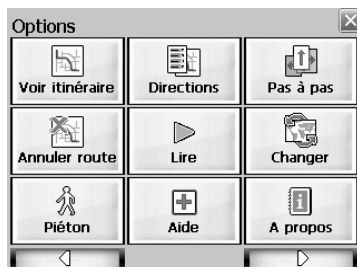 Options
Voir itinéraire
Directions
Pas à pas
Annuler route
Lire
Changer
Piéton
Aide
A propos